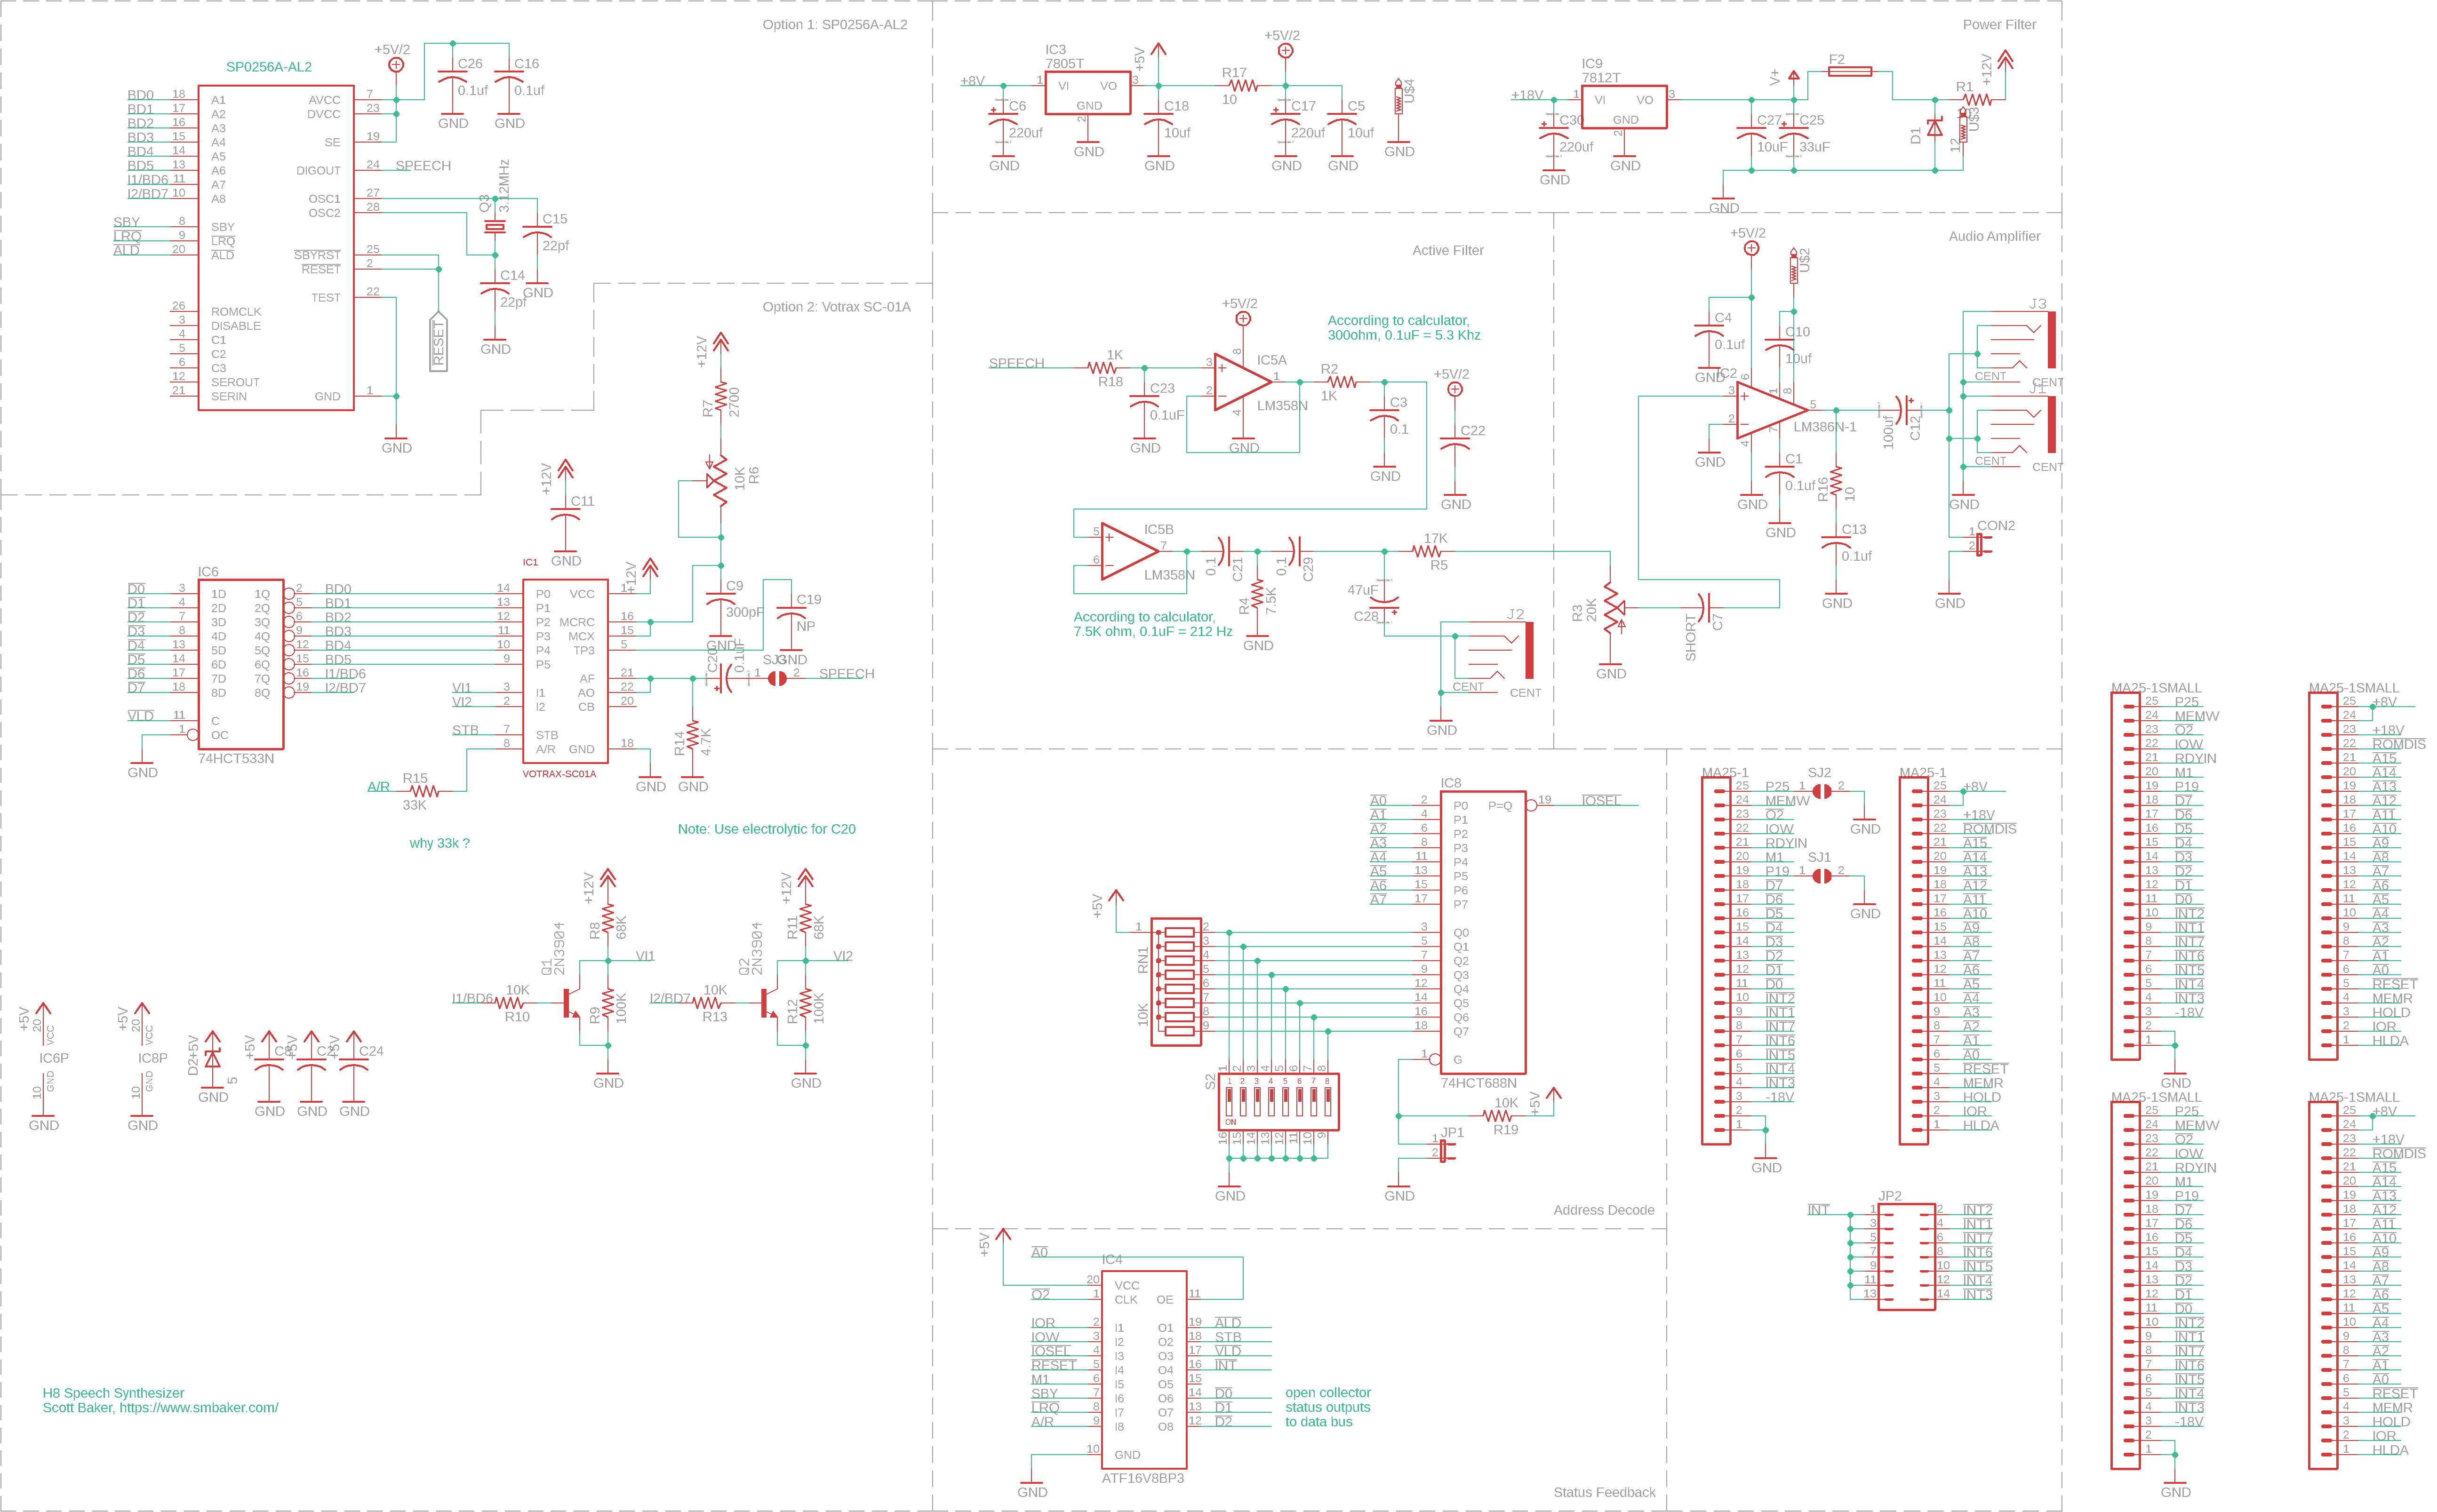 Option 1: SP0256A-AL2
SP0256A-AL2
+5V/2
C26
0.1uf
GND
C16
0.1uf
GND
BD0 18 A1
BD1 17 A2
BD2 16 A3
BD3 15 A4
BD4 14 A5
BD5 13 A6
I1/BD6 11 A7
I2/BD7 10 A8
SBY 8 SBY
LRQ 9 LRQ
ALD 20 ALD
26 ROMCLK
3 DISABLE
4 C1
5 C2
6 C3
12 SEROUT
21 SERIN
AVCC 7
DVCC 23
SE 19
DIGOUT 24 SPEECH
OSC1 27
OSC2 28
SBYRST 25
RESET 2
TEST 22
GND 1
GND
RESET
Q3
3.12MHz
C15
22pf
GND
C14
22pf
GND
Option 2: Votrax SC-01A
+12V
R7
2700
10K
R6
+12V
C11
GND
IC6
D0 3 1D 1Q 2 BD0
D1 4 2D 2Q 5 BD1
D2 7 3D 3Q 6 BD2
D3 8 4D 4Q 9 BD3
D4 13 5D 5Q 12 BD4
D5 14 6D 6Q 15 BD5
D6 17 7D 7Q 16 I1/BD6
D7 18 8D 8Q 19 I2/BD7
VLD 11 C
1 OC
GND
74HCT533N
IC1
14 P0 VCC 1
13 P1
12 P2 MCRC 16
11 P3 MCX 15
10 P4 TP3 5
9 P5
AF 21
VI1 3 I1 AO 22
VI2 2 I2 CB 20
STB 7 STB
8 A/R GND 18
VOTRAX-SC01A
+12V
C9
300pF
GND
C19
NP
GND
C20
0.1uF
SJ3
1 2 SPEECH
R14
4.7K
GND
GND
A/R
R15
33K
why 33k ?
Note: Use electrolytic for C20
+12V
R8
68K
VI1
Q1
2N3904
I1/BD6
10K
R10
R9
100K
GND
+12V
R11
68K
VI2
Q2
2N3904
I2/BD7
10K
R13
R12
100K
GND
+5V
20
VCC
IC6P
10
GND
GND
+5V
20
VCC
IC8P
10
GND
GND
D2
+5V
5
GND
+5V
GND
+5V
GND
+5V
C24
GND
H8 Speech Synthesizer
Scott Baker, https://www.smbaker.com/
Power Filter
IC3
7805T
+8V
1 VI VO 3
GND
2
GND
C6
220uf
GND
+5V
C18
10uf
GND
R17
10
+5V/2
C17
220uf
GND
C5
10uf
GND
U$4
GND
IC9
7812T
+18V
1 VI VO 3
GND
2
GND
C30
220uf
GND
V+
C27
10uF
C25
33uF
F2
D1
12
R1
U$3
+12V
GND
Active Filter
+5V/2
According to calculator,
300ohm, 0.1uF = 5.3 Khz
SPEECH
1K
R18
C23
0.1uF
GND
3
2
8
4
1
IC5A
LM358N
GND
R2
1K
C3
0.1
GND
+5V/2
C22
GND
5
6
7
IC5B
LM358N
0.1
C21
0.1
C29
R4
7.5K
GND
According to calculator,
7.5K ohm, 0.1uF = 212 Hz
47uF
C28
17K
R5
J2
CENT
CENT
GND
Audio Amplifier
+5V/2
U$2
C4
0.1uf
GND
C10
10uf
IC2
3
2
6
1
8
5
7
4
LM386N-1
GND
GND
C1
0.1uf
GND
R16
10
C13
0.1uf
GND
100uf
C12
J3
CENT
CENT
J1
CENT
CENT
GND
CON2
1
2
GND
R3
20K
GND
SHORT
C7
IC8
A0 2 P0 P=Q 19 IOSEL
A1 4 P1
A2 6 P2
A3 8 P3
A4 11 P4
A5 13 P5
A6 15 P6
A7 17 P7
3 Q0
5 Q1
7 Q2
9 Q3
12 Q4
14 Q5
16 Q6
18 Q7
1 G
74HCT688N
+5V
1
RN1
10K
2
3
4
5
6
7
8
9
S2
1 2 3 4 5 6 7 8
1 2 3 4 5 6 7 8
ON
16 15 14 13 12 11 10 9
GND
10K
R19
+5V
JP1
1
2
GND
Address Decode
+5V
A0
IC4
20 VCC
O2 1 CLK OE 11
IOR 2 I1 O1 19 ALD
IOW 3 I2 O2 18 STB
IOSEL 4 I3 O3 17 VLD
RESET 5 I4 O4 16 INT
M1 6 I5 O5 15
SBY 7 I6 O6 14 D0
LRQ 8 I7 O7 13 D1
A/R 9 I8 O8 12 D2
10 GND
GND
ATF16V8BP3
open collector
status outputs
to data bus
Status Feedback
MA25-1
25 P25
24 MEMW
23 O2
22 IOW
21 RDYIN
20 M1
19 P19
18 D7
17 D6
16 D5
15 D4
14 D3
13 D2
12 D1
11 D0
10 INT2
9 INT1
8 INT7
7 INT6
6 INT5
5 INT4
4 INT3
3 -18V
2
1
GND
SJ2
1 2
GND
SJ1
1 2
GND
MA25-1
25 +8V
24
23 +18V
22 ROMDIS
21 A15
20 A14
19 A13
18 A12
17 A11
16 A10
15 A9
14 A8
13 A7
12 A6
11 A5
10 A4
9 A3
8 A2
7 A1
6 A0
5 RESET
4 MEMR
3 HOLD
2 IOR
1 HLDA
JP2
INT
1 2 INT2
3 4 INT1
5 6 INT7
7 8 INT6
9 10 INT5
11 12 INT4
13 14 INT3
MA25-1SMALL
25 P25
24 MEMW
23 O2
22 IOW
21 RDYIN
20 M1
19 P19
18 D7
17 D6
16 D5
15 D4
14 D3
13 D2
12 D1
11 D0
10 INT2
9 INT1
8 INT7
7 INT6
6 INT5
5 INT4
4 INT3
3 -18V
2
1
GND
MA25-1SMALL
25 +8V
24
23 +18V
22 ROMDIS
21 A15
20 A14
19 A13
18 A12
17 A11
16 A10
15 A9
14 A8
13 A7
12 A6
11 A5
10 A4
9 A3
8 A2
7 A1
6 A0
5 RESET
4 MEMR
3 HOLD
2 IOR
1 HLDA
MA25-1SMALL
25 P25
24 MEMW
23 O2
22 IOW
21 RDYIN
20 M1
19 P19
18 D7
17 D6
16 D5
15 D4
14 D3
13 D2
12 D1
11 D0
10 INT2
9 INT1
8 INT7
7 INT6
6 INT5
5 INT4
4 INT3
3 -18V
2
1
GND
MA25-1SMALL
25 +8V
24
23 +18V
22 ROMDIS
21 A15
20 A14
19 A13
18 A12
17 A11
16 A10
15 A9
14 A8
13 A7
12 A6
11 A5
10 A4
9 A3
8 A2
7 A1
6 A0
5 RESET
4 MEMR
3 HOLD
2 IOR
1 HLDA